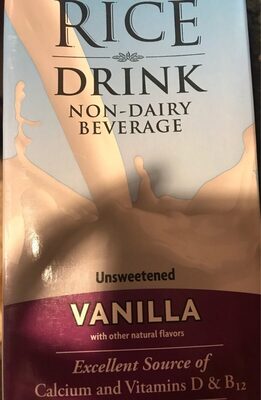 RICE
DRINK
NON-DAIRY
BEVERAGE
Unsweetened
VANILLA
with other natural flavors
Excellent Source of
Calcium and Vitamins D & B12